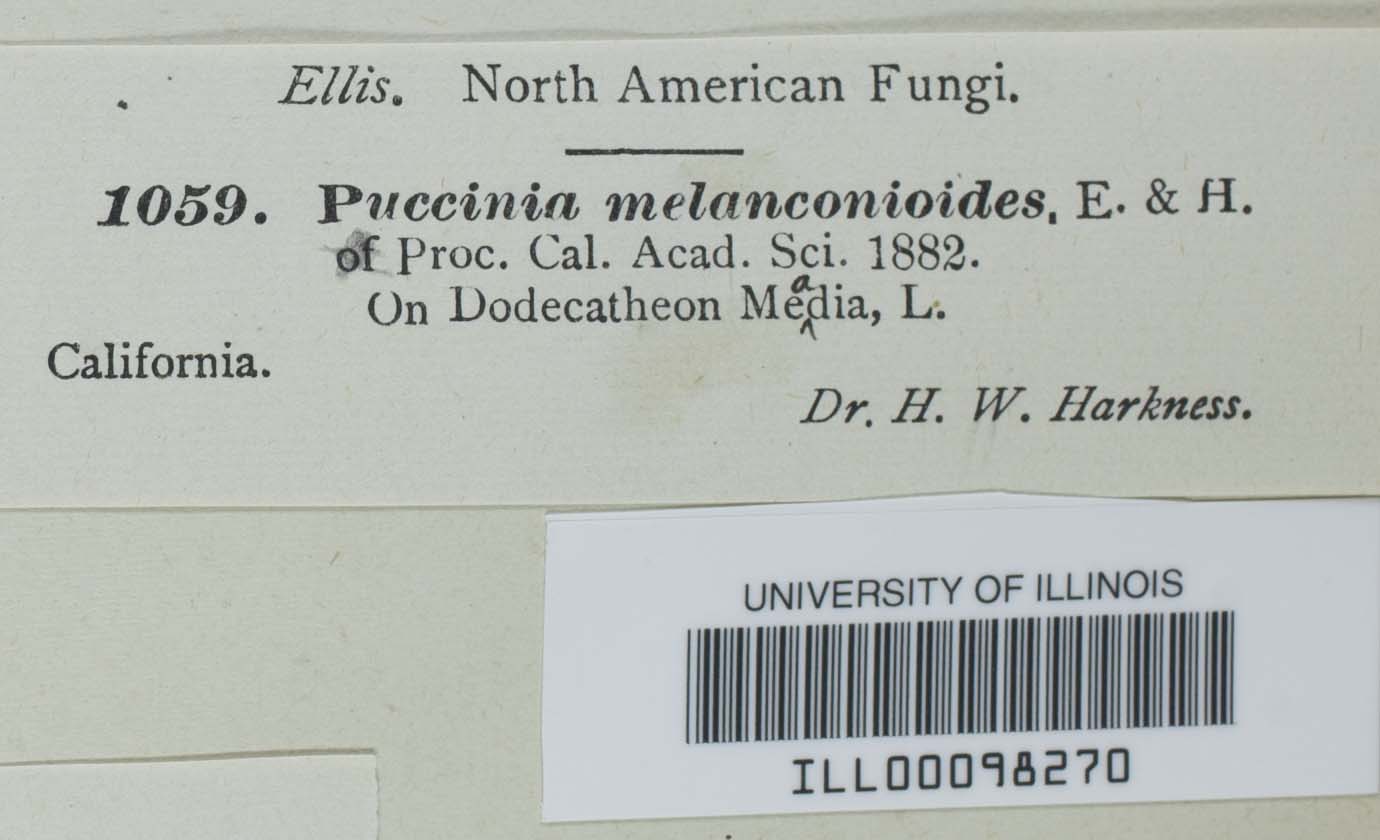 Ellis. North American Fungi.
1059. Puccinia melanconioides, E. & H.
of Proc. Cal. Acad. Sci. 1882.
On Dodecatheon Meadia, L.
California.
Dr. H. W. Harkness.
UNIVERSITY OF ILLINOIS
ILL00098270